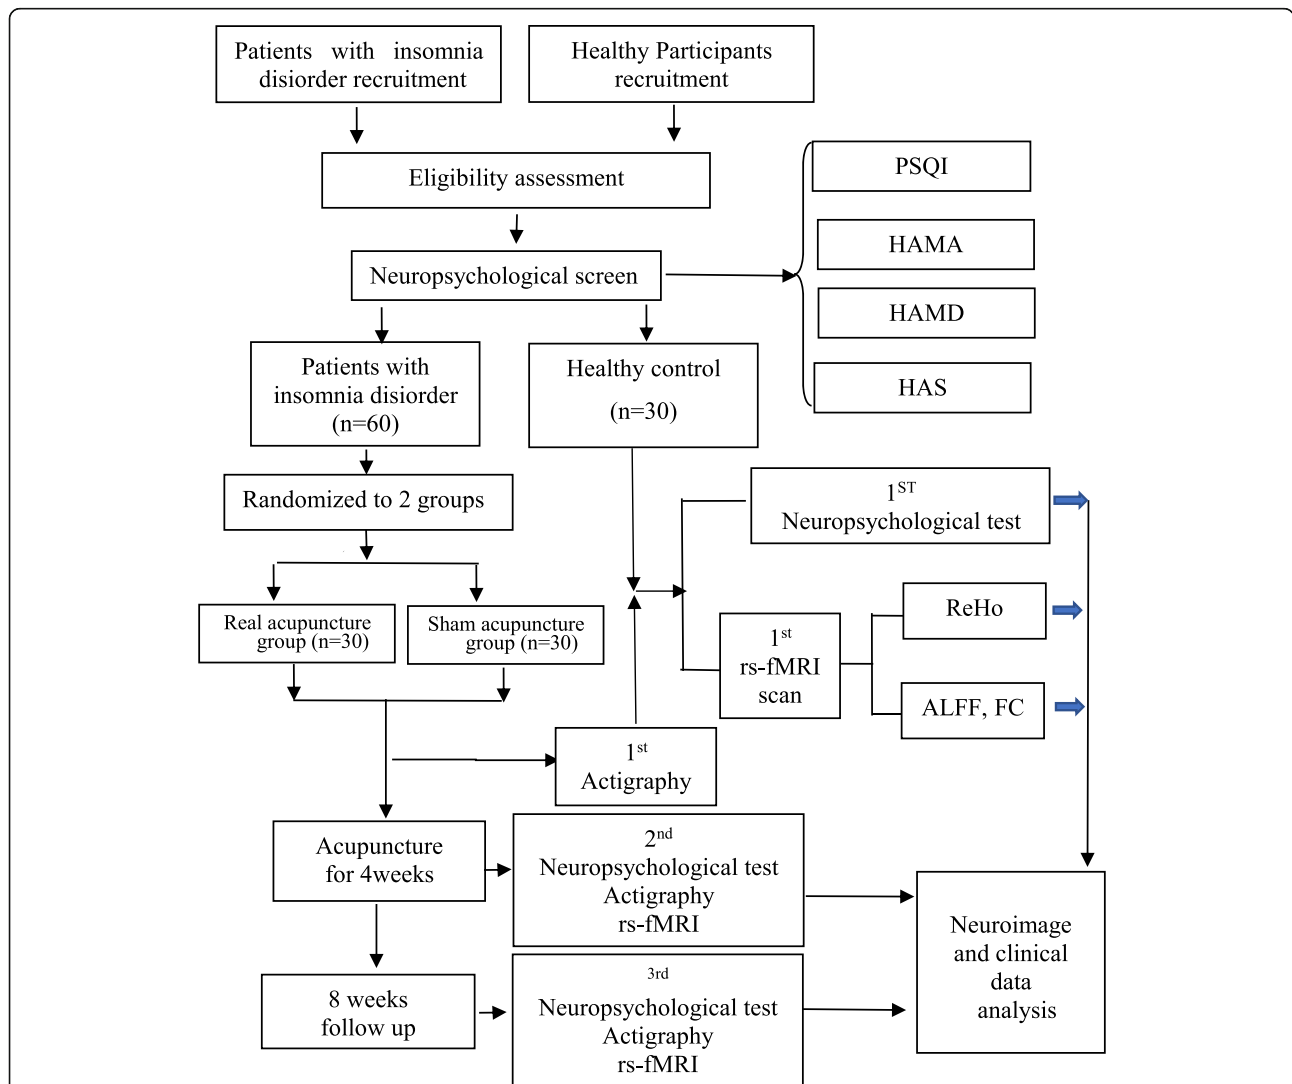 Patients with insomnia
disiorder recruitment
Healthy Participants
recruitment
Eligibility assessment
PSQI
Neuropsychological screen
HAMA
HAMD
HAS
Patients with
insomnia disiorder
(n=60)
Healthy control
(n=30)
Randomized to 2 groups
1ST
Neuropsychological test
Real acupuncture
group (n=30)
Sham acupuncture
group (n=30)
1st
rs-fMRI
scan
ReHo
ALFF, FC
1st
Actigraphy
Acupuncture
for 4weeks
2nd
Neuropsychological test
Actigraphy
rs-fMRI
Neuroimage
and clinical
data
analysis
8 weeks
follow up
3rd
Neuropsychological test
Actigraphy
rs-fMRI